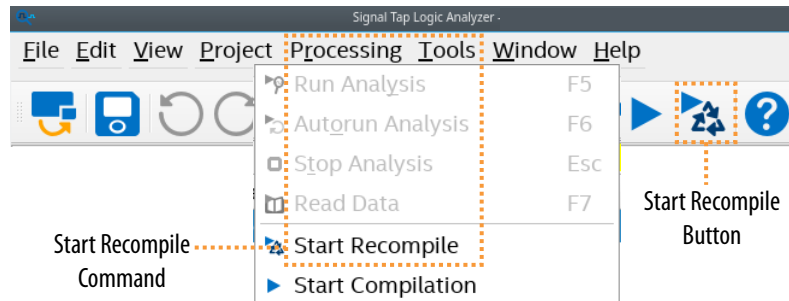 Signal Tap Logic Analyzer -
File Edit View Project Processing Tools Window Help
Run Analysis F5
Autorun Analysis F6
Stop Analysis Esc
Read Data F7
Start Recompile
Start Compilation
Start Recompile
Command
Start Recompile
Button